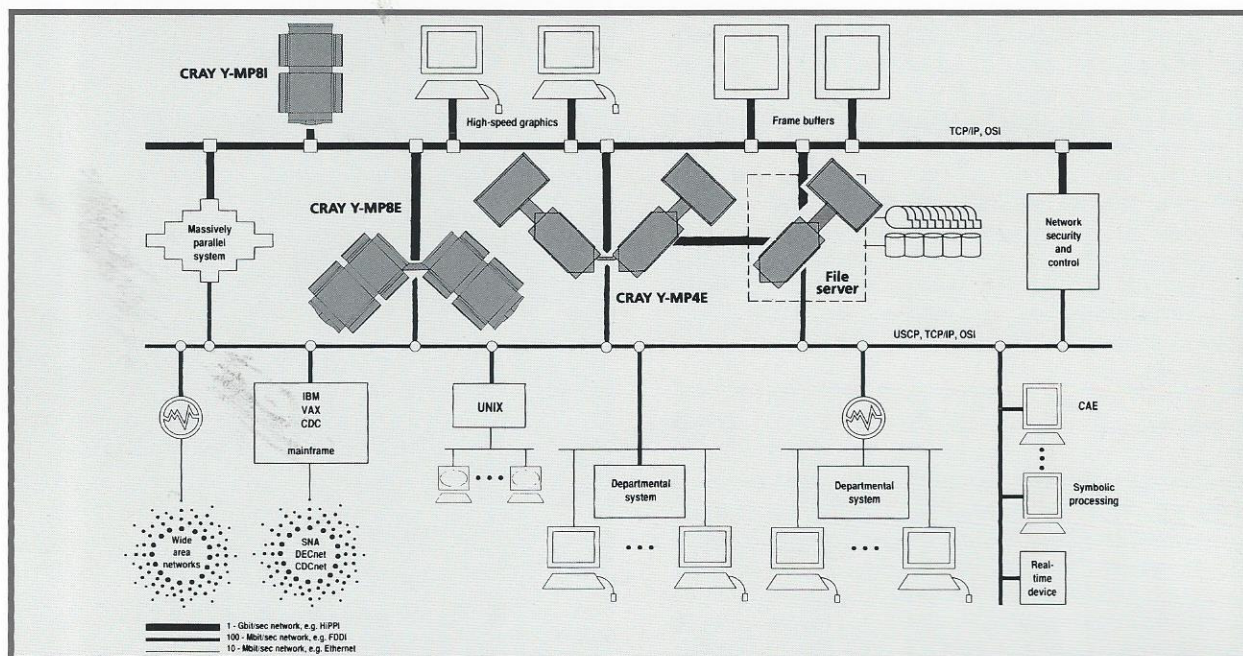 CRAY Y-MP8I
High-speed graphics
Frame buffers
TCP/IP, OSI
Massively
parallel
system
CRAY Y-MP8E
CRAY Y-MP4E
File
server
Network
security
and
control
USCP, TCP/IP, OSI
IBM
VAX
CDC
mainframe
UNIX
Departmental
system
Departmental
system
CAE
Symbolic
processing
Real-
time
device
Wide
area
networks
SNA
DECnet
CDCnet
1 - Gbit/sec network, e.g. HiPPI
100 - Mbit/sec network, e.g. FDDI
10 - Mbit/sec network, e.g. Ethernet